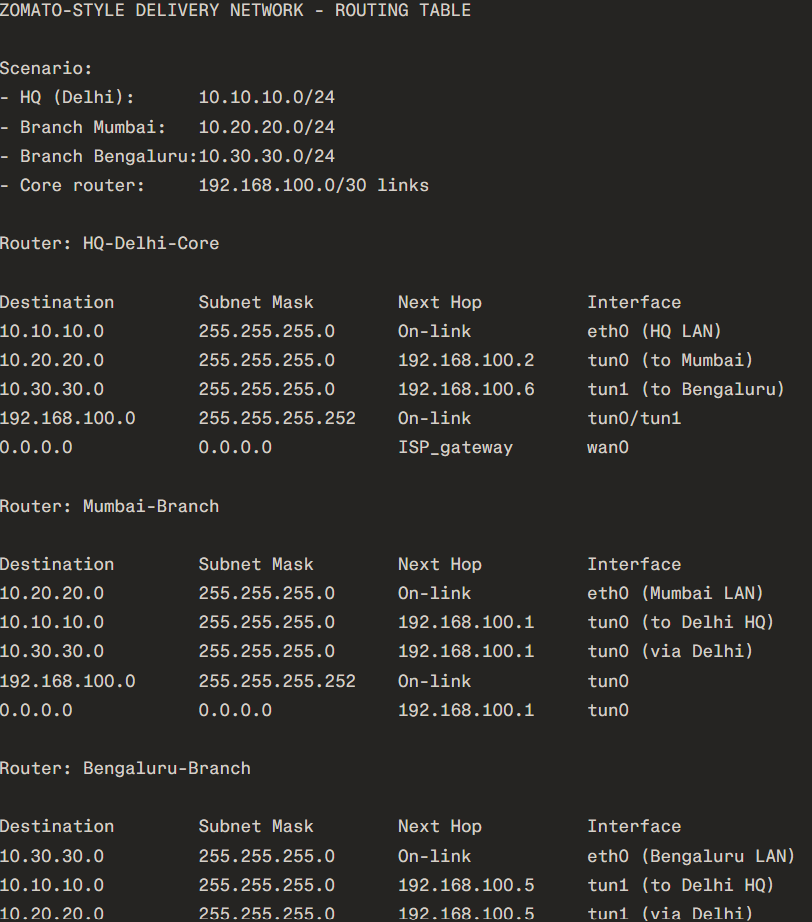 ZOMATO-STYLE DELIVERY NETWORK - ROUTING TABLE
Scenario:
- HQ (Delhi):      10.10.10.0/24
- Branch Mumbai:   10.20.20.0/24
- Branch Bengaluru:10.30.30.0/24
- Core router:     192.168.100.0/30 links
Router: HQ-Delhi-Core
Destination        Subnet Mask        Next Hop          Interface
10.10.10.0         255.255.255.0      On-link           eth0 (HQ LAN)
10.20.20.0         255.255.255.0      192.168.100.2     tun0 (to Mumbai)
10.30.30.0         255.255.255.0      192.168.100.6     tun1 (to Bengaluru)
192.168.100.0      255.255.255.252    On-link           tun0/tun1
0.0.0.0            0.0.0.0            ISP_gateway       wan0
Router: Mumbai-Branch
Destination        Subnet Mask        Next Hop          Interface
10.20.20.0         255.255.255.0      On-link           eth0 (Mumbai LAN)
10.10.10.0         255.255.255.0      192.168.100.1     tun0 (to Delhi HQ)
10.30.30.0         255.255.255.0      192.168.100.1     tun0 (via Delhi)
192.168.100.0      255.255.255.252    On-link           tun0
0.0.0.0            0.0.0.0            192.168.100.1     tun0
Router: Bengaluru-Branch
Destination        Subnet Mask        Next Hop          Interface
10.30.30.0         255.255.255.0      On-link           eth0 (Bengaluru LAN)
10.10.10.0         255.255.255.0      192.168.100.5     tun1 (to Delhi HQ)
10.20.20.0         255.255.255.0      192.168.100.5     tun1 (via Delhi)